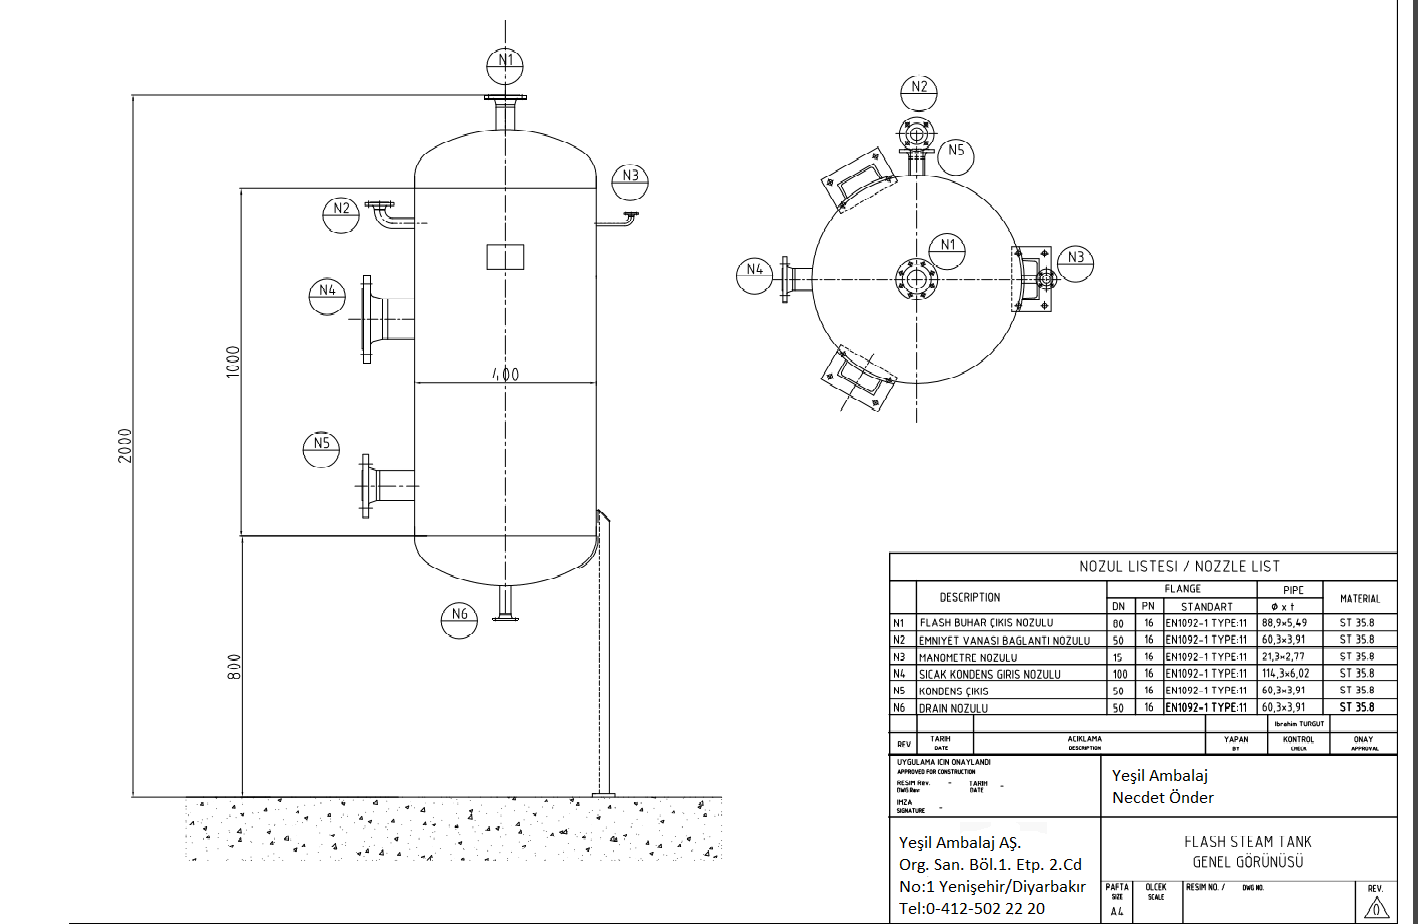 N1
N2
N3
N4
N5
N6
2000
1000
400
800
N2
N5
N1
N3
N4
NOZUL LISTESI / NOZZLE LIST
DESCRIPTION FLANGE PIPE MATERIAL
DN PN STANDART Ø x t
N1 FLASH BUHAR ÇIKIS NOZULU 80 16 EN1092-1 TYPE:11 88,9x5,49 ST 35.8
N2 EMNIYET VANASI BAGLANTI NOZULU 50 16 EN1092-1 TYPE:11 60,3x3,91 ST 35.8
N3 MANOMETRE NOZULU 15 16 EN1092-1 TYPE:11 21,3x2,77 ST 35.8
N4 SICAK KONDENS GIRIS NOZULU 100 16 EN1092-1 TYPE:11 114,3x6,02 ST 35.8
N5 KONDENS ÇIKIS 50 16 EN1092-1 TYPE:11 60,3x3,91 ST 35.8
N6 DRAIN NOZULU 50 16 EN1092-1 TYPE:11 60,3x3,91 ST 35.8
Ibrahim TURGUT
REV TARIH ACIKLAMA YAPAN KONTROL ONAY
DATE DESCRIPTION BY CHECK APPROVAL
UYGULAMA ICIN ONAYLANDI
APPROVED FOR CONSTRUCTION
RESIM Rev. - TARIH -
DWG Rev. DATE
IMZA -
SIGNATURE
Yeşil Ambalaj
Necdet Önder
Yeşil Ambalaj AŞ.
Org. San. Böl.1. Etp. 2.Cd
No:1 Yenişehir/Diyarbakır
Tel:0-412-502 22 20
FLASH STEAM TANK
GENEL GÖRÜNÜSÜ
PAFTA OLCEK RESIM NO. / DWG NO. REV.
SIZE SCALE
A4 0